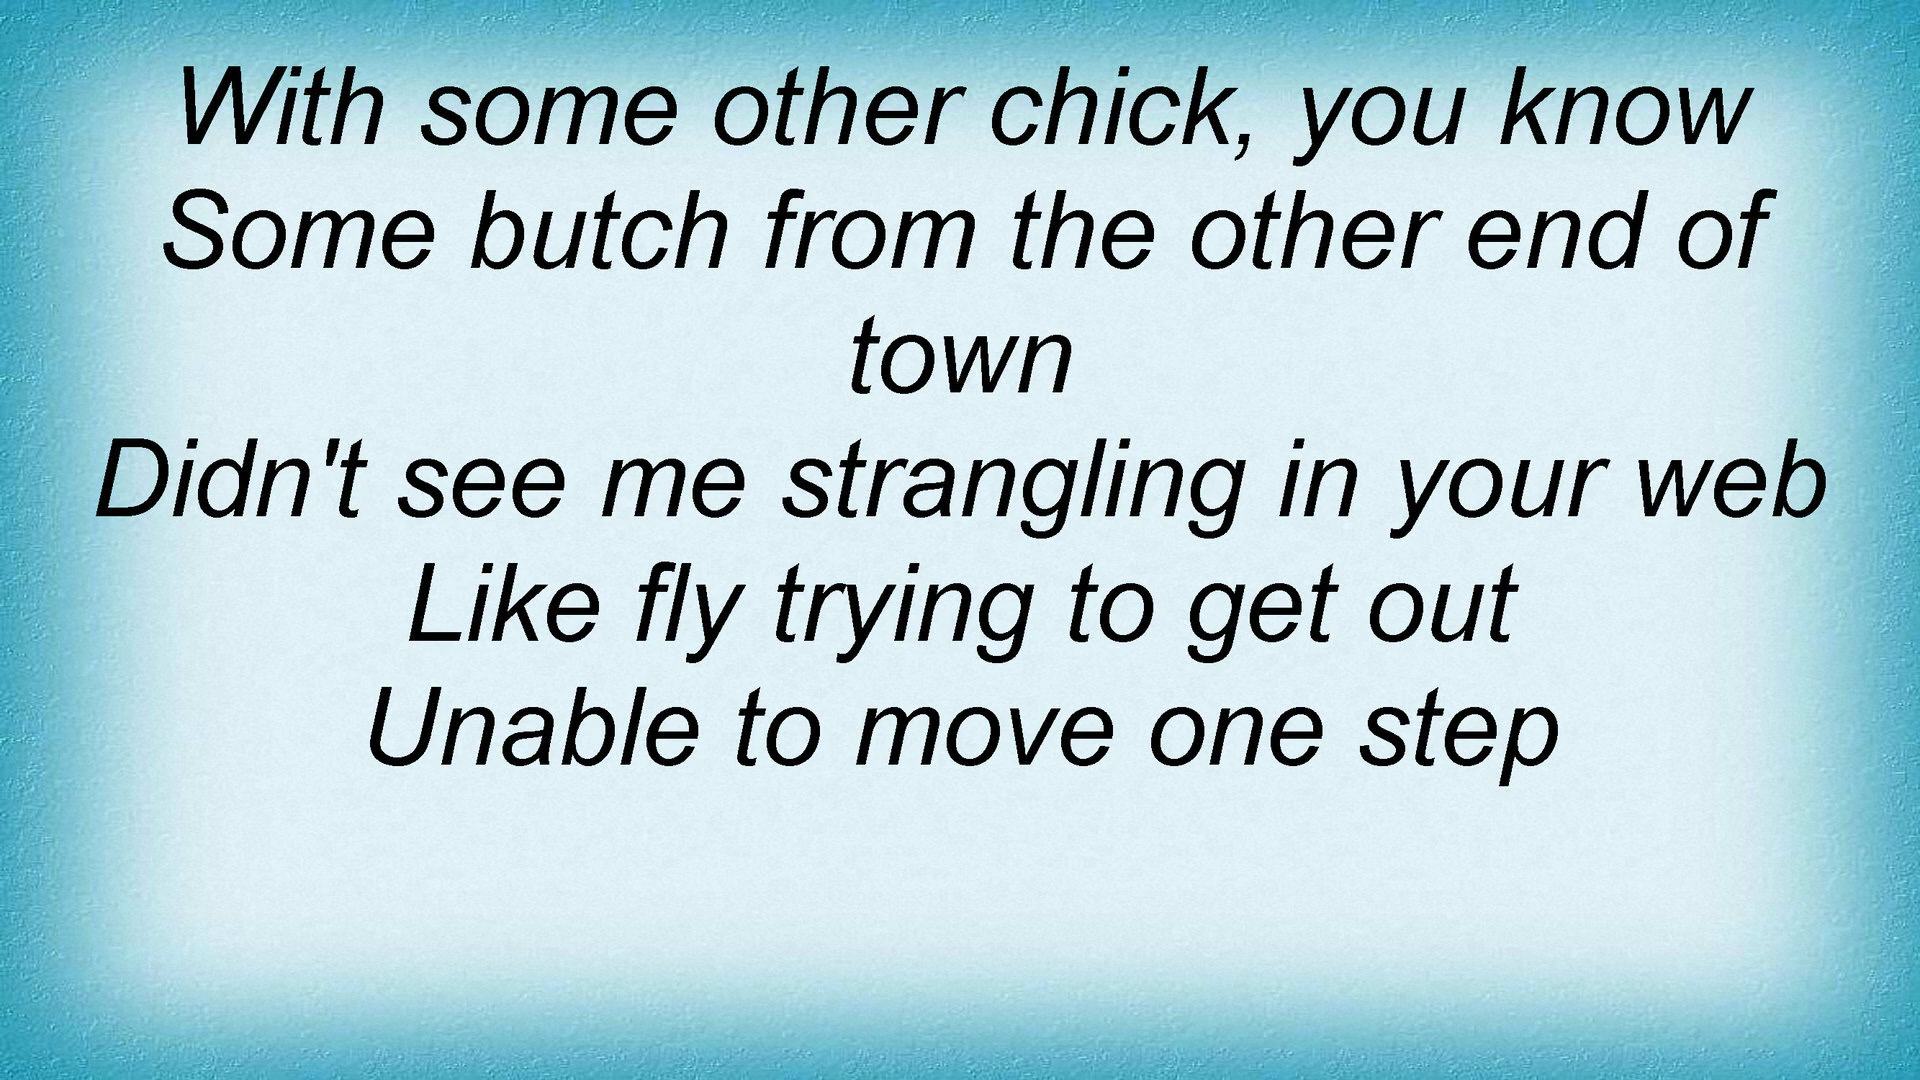 With some other chick, you know
Some butch from the other end of
town
Didn't see me strangling in your web
Like fly trying to get out
Unable to move one step